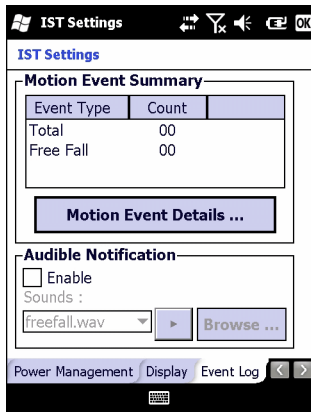 IST Settings OK
IST Settings
Motion Event Summary
Event Type Count
Total 00
Free Fall 00
Motion Event Details ...
Audible Notification
Enable
Sounds :
freefall.wav Browse ...
Power Management Display Event Log